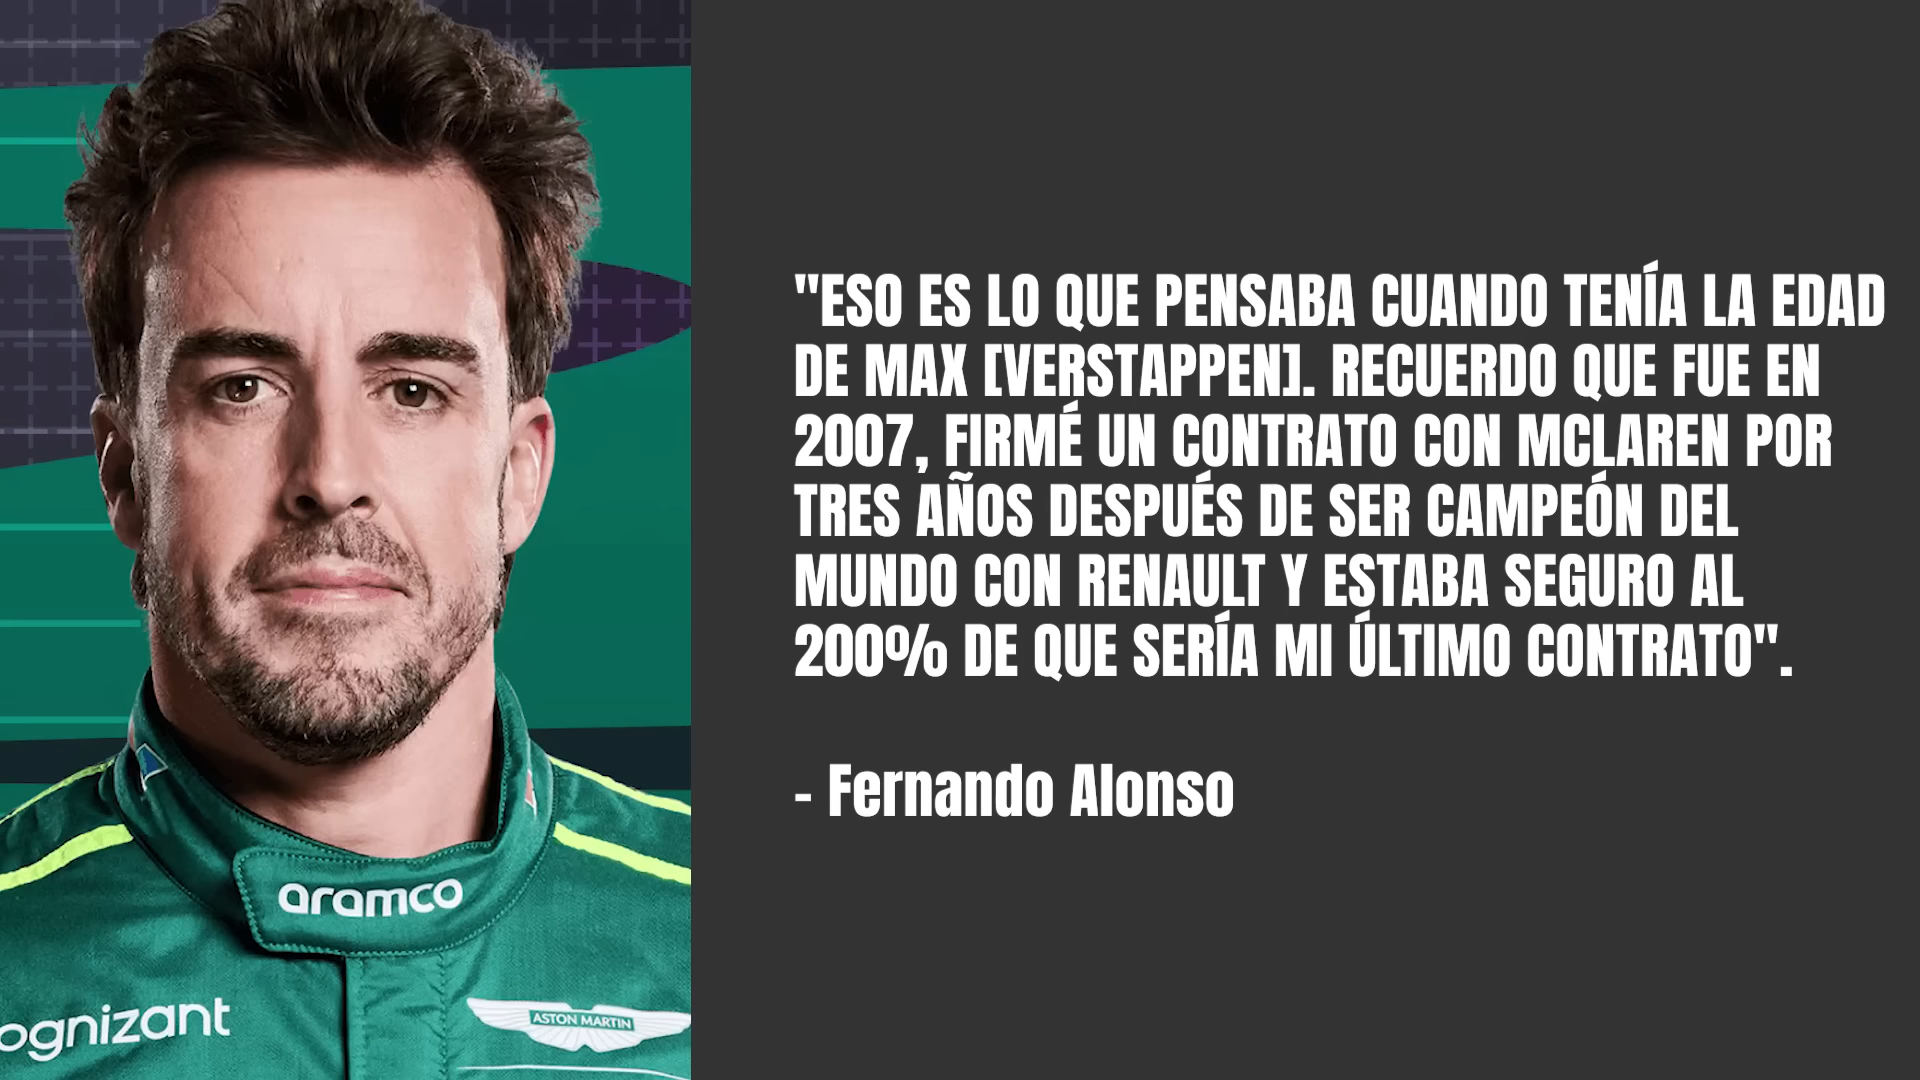 "ESO ES LO QUE PENSABA CUANDO TENÍA LA EDAD
DE MAX [VERSTAPPEN]. RECUERDO QUE FUE EN
2007, FIRMÉ UN CONTRATO CON MCLAREN POR
TRES AÑOS DESPUÉS DE SER CAMPEÓN DEL
MUNDO CON RENAULT Y ESTABA SEGURO AL
200% DE QUE SERÍA MI ÚLTIMO CONTRATO".
- Fernando Alonso
aramco
ognizant
ASTON MARTIN